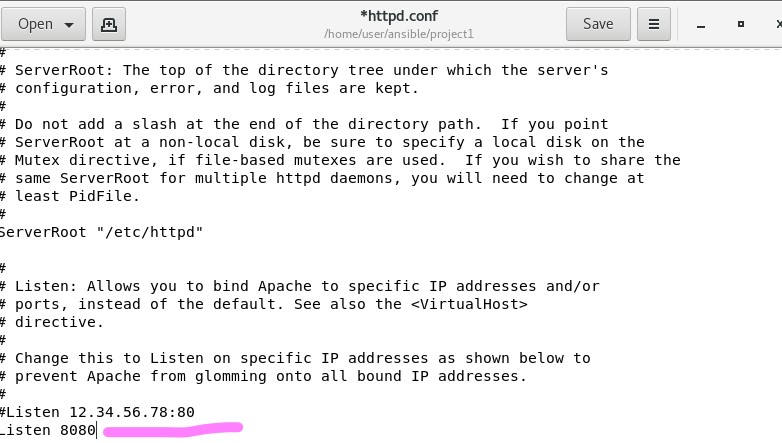 Open
*httpd.conf
/home/user/ansible/project1
Save
#
# ServerRoot: The top of the directory tree under which the server's
# configuration, error, and log files are kept.
#
# Do not add a slash at the end of the directory path.  If you point
# ServerRoot at a non-local disk, be sure to specify a local disk on the
# Mutex directive, if file-based mutexes are used.  If you wish to share the
# same ServerRoot for multiple httpd daemons, you will need to change at
# least PidFile.
#
ServerRoot "/etc/httpd"
#
# Listen: Allows you to bind Apache to specific IP addresses and/or
# ports, instead of the default. See also the <VirtualHost>
# directive.
#
# Change this to Listen on specific IP addresses as shown below to
# prevent Apache from glomming onto all bound IP addresses.
#
#Listen 12.34.56.78:80
Listen 8080